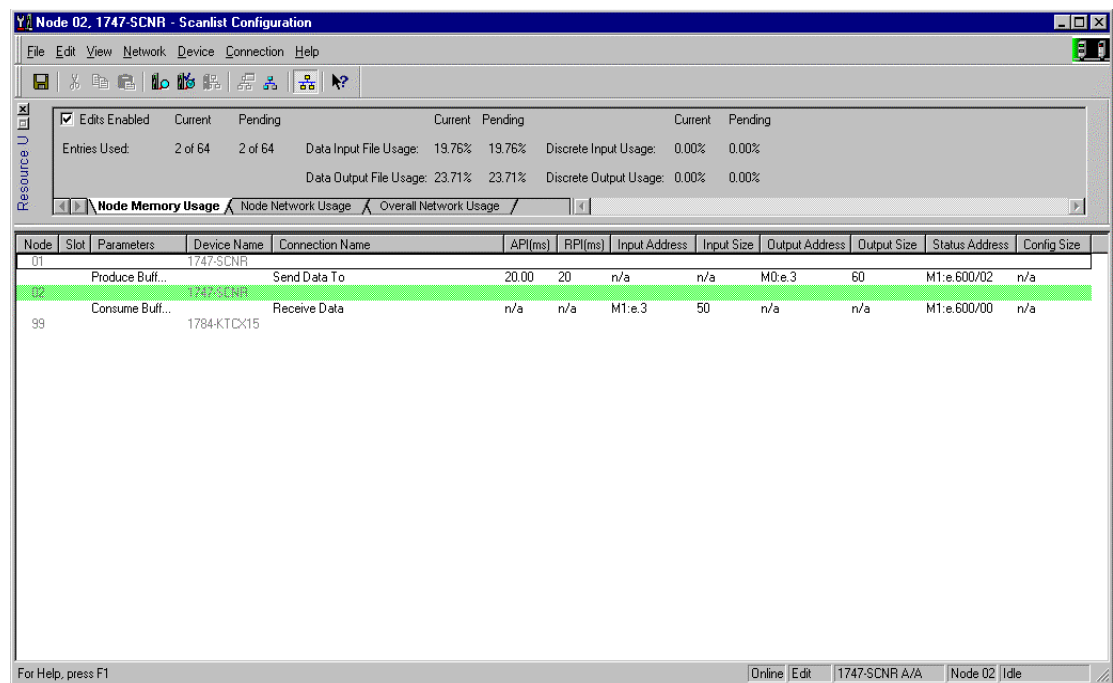 Node 02, 1747-SCNR - Scanlist Configuration
File Edit View Network Device Connection Help
Resource U
Edits Enabled Current Pending Current Pending Current Pending
Entries Used: 2 of 64 2 of 64 Data Input File Usage: 19.76% 19.76% Discrete Input Usage: 0.00% 0.00%
Data Output File Usage: 23.71% 23.71% Discrete Output Usage: 0.00% 0.00%
Node Memory Usage Node Network Usage Overall Network Usage
Node Slot Parameters Device Name Connection Name API(ms) RPI(ms) Input Address Input Size Output Address Output Size Status Address Config Size
01 1747-SCNR
Produce Buff... Send Data To 20.00 20 n/a n/a M0:e.3 60 M1:e.600/02 n/a
02 1747-SCNR
Consume Buff... Receive Data n/a n/a M1:e.3 50 n/a n/a M1:e.600/00 n/a
99 1784-KTCX15
For Help, press F1 Online Edit 1747-SCNR A/A Node 02 Idle